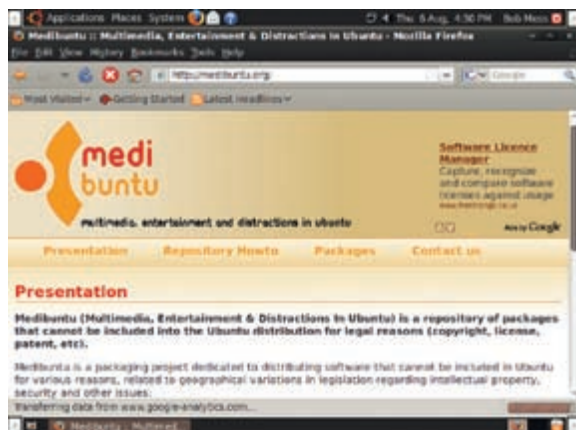 Applications Places System 4 Thu 6 Aug, 4:30 PM Bob Moss
Medibuntu :: Multimedia, Entertainment & Distractions In Ubuntu - Mozilla Firefox
File Edit View History Bookmarks Tools Help
http://medibuntu.org/ Google
Most Visited Getting Started Latest Headlines
medi
buntu
multimedia, entertainment and distractions in ubuntu
Software Licence
Manager
Capture, recognise
and compare software
licenses against usage
Ads by Google
Presentation Repository Howto Packages Contact us
Presentation
Medibuntu (Multimedia, Entertainment & Distractions In Ubuntu) is a repository of packages
that cannot be included into the Ubuntu distribution for legal reasons (copyright, license,
patent, etc).
Medibuntu is a packaging project dedicated to distributing software that cannot be included in Ubuntu
for various reasons, related to geographical variations in legislation regarding intellectual property,
security and other issues:
Transferring data from www.google-analytics.com...
Medibuntu :: Multimed...